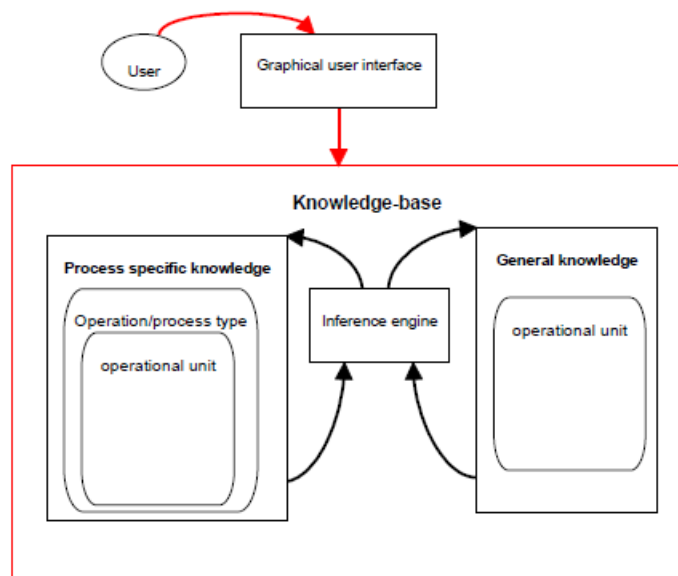 User
Graphical user interface
Knowledge-base
Process specific knowledge
Operation/process type
operational unit
Inference engine
General knowledge
operational unit